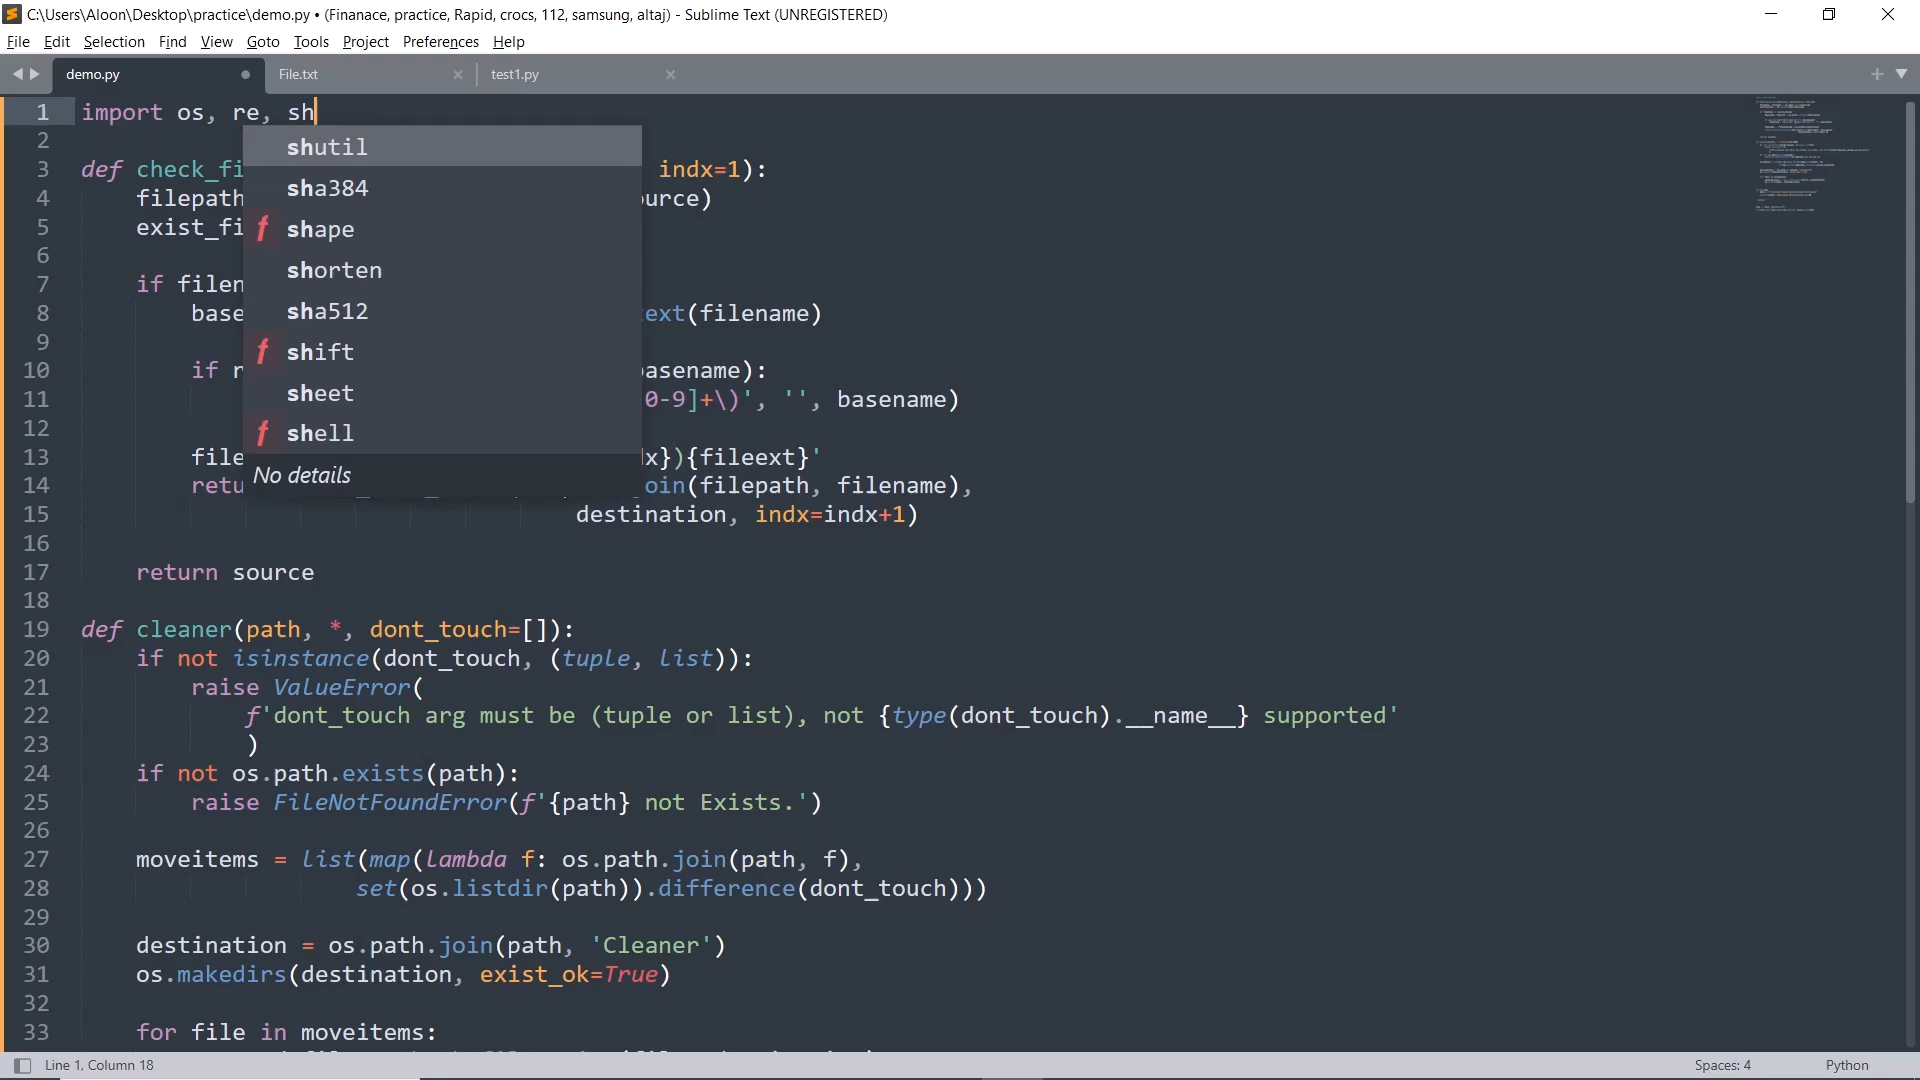 C:\Users\Aloon\Desktop\practice\demo.py • (Finanace, practice, Rapid, crocs, 112, samsung, altaj) - Sublime Text (UNREGISTERED)
File Edit Selection Find View Goto Tools Project Preferences Help
demo.py File.txt test1.py
1 import os, re, sh
shutil
sha384
shape
shorten
sha512
shift
sheet
shell
No details
2
3 def check_fi indx=1):
4 filepath ource)
5 exist_fi
6
7 if filen
8 base ext(filename)
9
10 if n asename):
11 0-9]+\)', '', basename)
12
13 file x}){fileext}'
14 retu oin(filepath, filename),
15 destination, indx=indx+1)
16
17 return source
18
19 def cleaner(path, *, dont_touch=[]):
20 if not isinstance(dont_touch, (tuple, list)):
21 raise ValueError(
22 f'dont_touch arg must be (tuple or list), not {type(dont_touch).__name__} supported'
23 )
24 if not os.path.exists(path):
25 raise FileNotFoundError(f'{path} not Exists.')
26
27 moveitems = list(map(lambda f: os.path.join(path, f),
28 set(os.listdir(path)).difference(dont_touch)))
29
30 destination = os.path.join(path, 'Cleaner')
31 os.makedirs(destination, exist_ok=True)
32
33 for file in moveitems:
Line 1, Column 18 Spaces: 4 Python